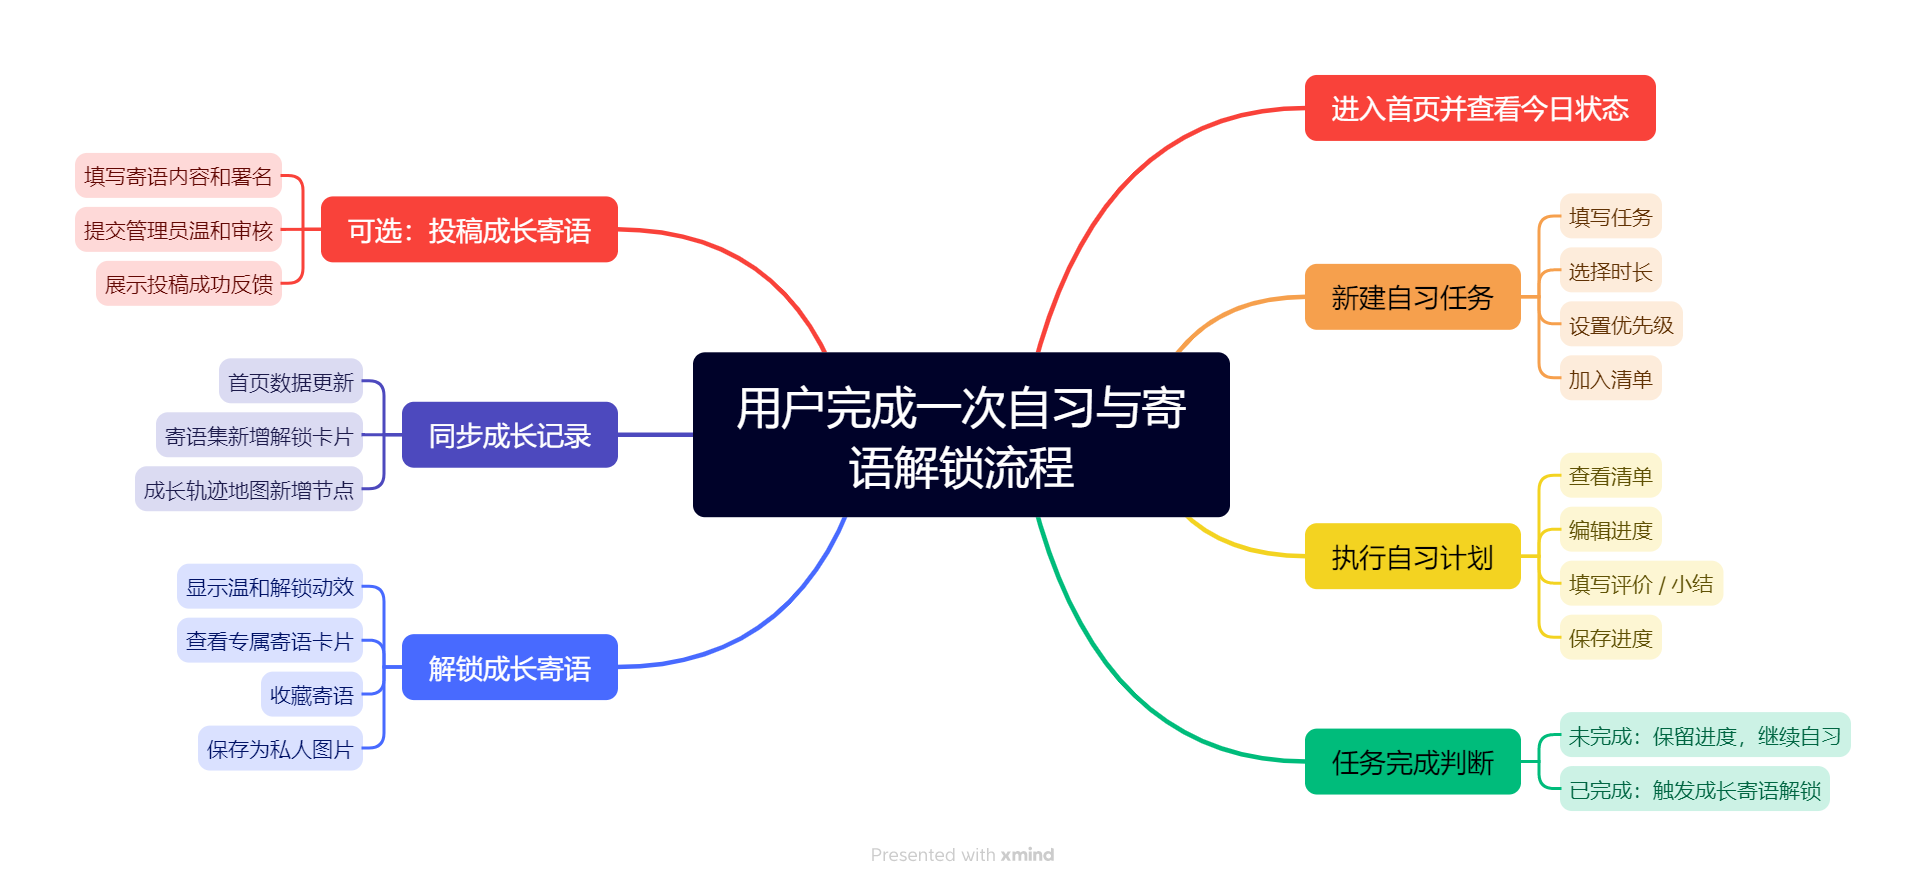 用户完成一次自习与寄
语解锁流程
进入首页并查看今日状态
新建自习任务
填写任务
选择时长
设置优先级
加入清单
执行自习计划
查看清单
编辑进度
填写评价 / 小结
保存进度
任务完成判断
未完成：保留进度，继续自习
已完成：触发成长寄语解锁
解锁成长寄语
显示温和解锁动效
查看专属寄语卡片
收藏寄语
保存为私人图片
同步成长记录
首页数据更新
寄语集新增解锁卡片
成长轨迹地图新增节点
可选：投稿成长寄语
填写寄语内容和署名
提交管理员温和审核
展示投稿成功反馈
Presented with xmind